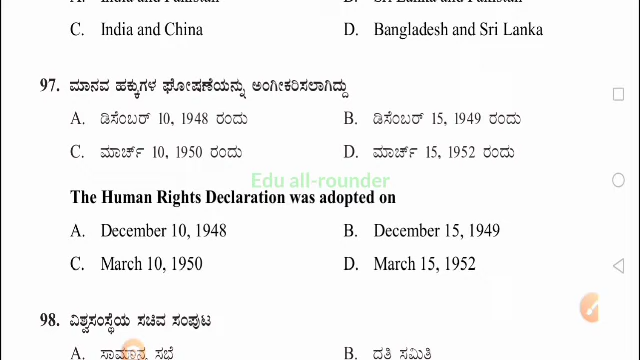 C. India and China D. Bangladesh and Sri Lanka
97. ಮಾನವ ಹಕ್ಕುಗಳ ಘೋಷಣೆಯನ್ನು ಅಂಗೀಕರಿಸಲಾಗಿದ್ದು
A. ಡಿಸೆಂಬರ್ 10, 1948 ರಂದು B. ಡಿಸೆಂಬರ್ 15, 1949 ರಂದು
C. ಮಾರ್ಚ್ 10, 1950 ರಂದು D. ಮಾರ್ಚ್ 15, 1952 ರಂದು
Edu all-rounder
The Human Rights Declaration was adopted on
A. December 10, 1948 B. December 15, 1949
C. March 10, 1950 D. March 15, 1952
98. ವಿಶ್ವಸಂಸ್ಥೆಯ ಸಚಿವ ಸಂಪುಟ
A. ಸಾಮಾನ್ಯ ಸಭೆ B.